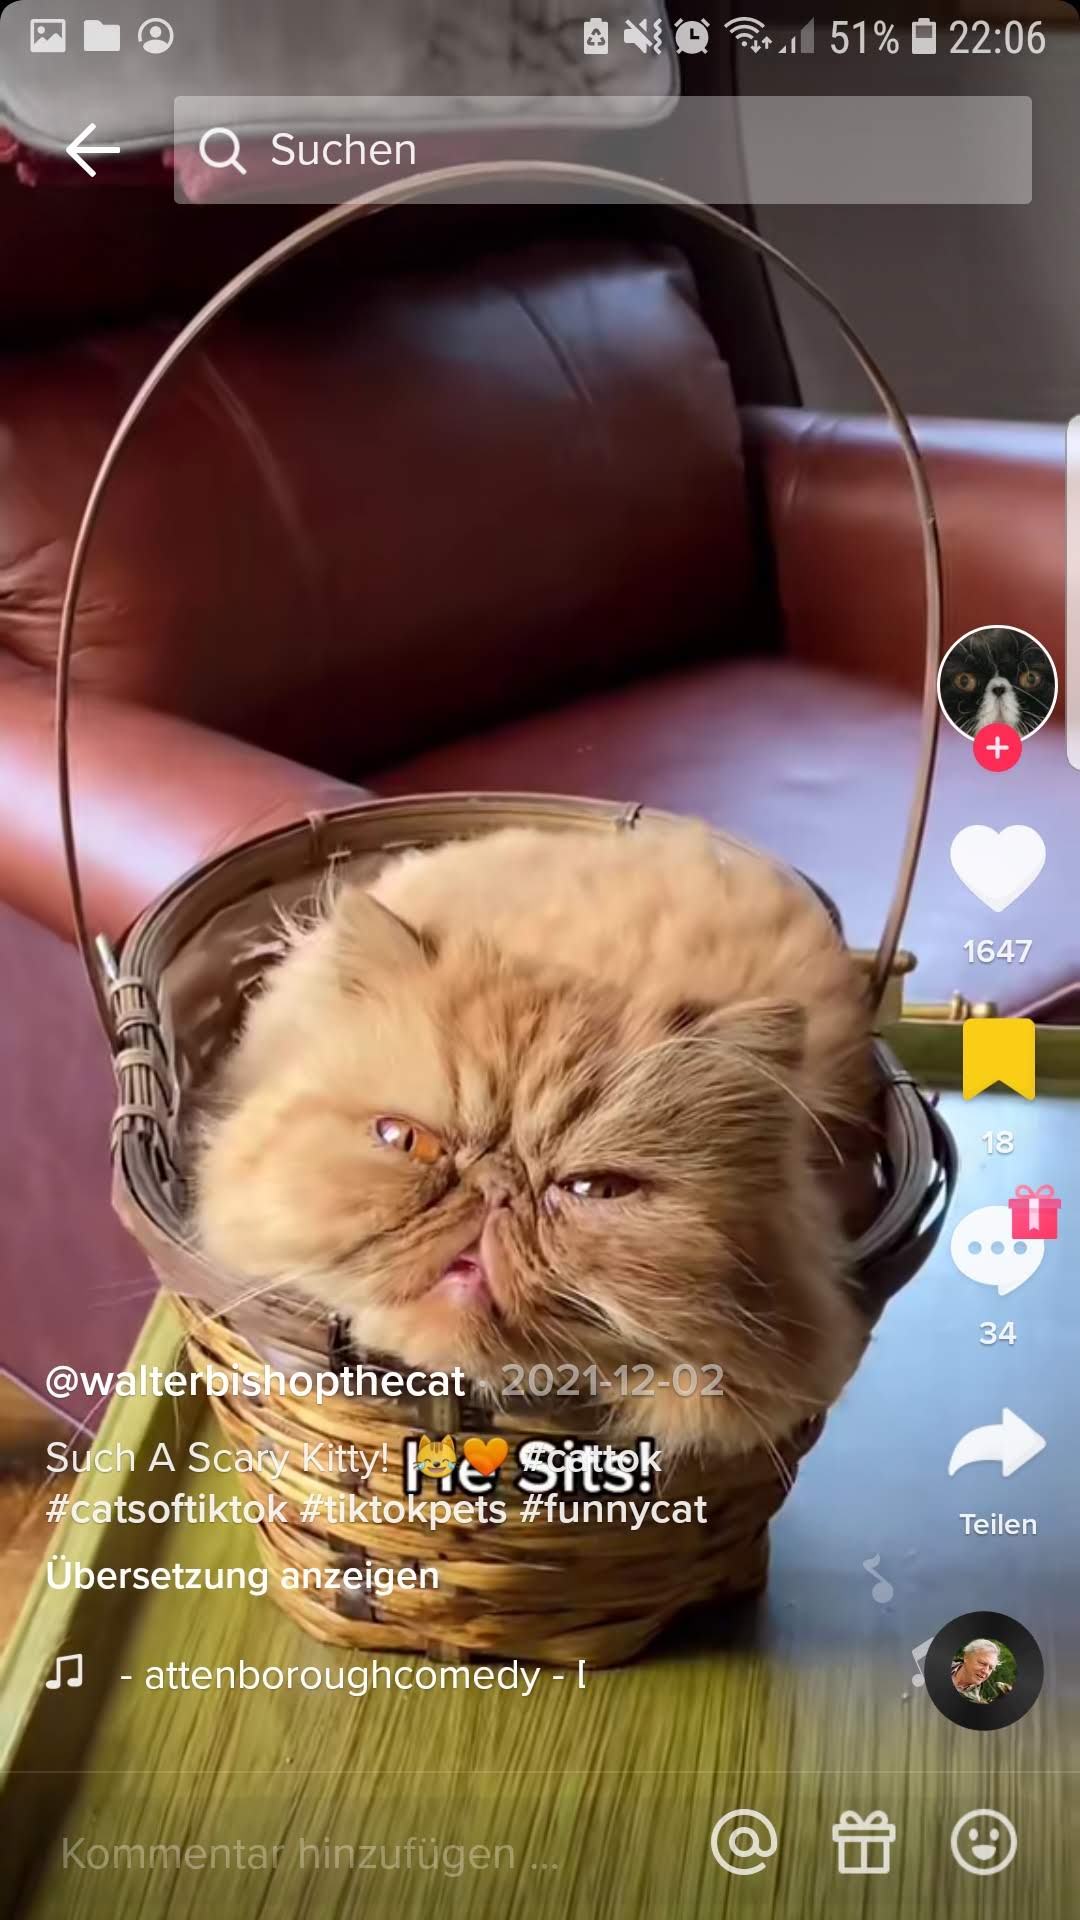 51% 22:06
Suchen
1647
18
34
@walterbishopthecat · 2021-12-02
Such A Scary Kitty! 😹🧡 #cattok
He Sits!
#catsoftiktok #tiktokpets #funnycat
Teilen
Übersetzung anzeigen
- attenboroughcomedy -
Kommentar hinzufügen ...